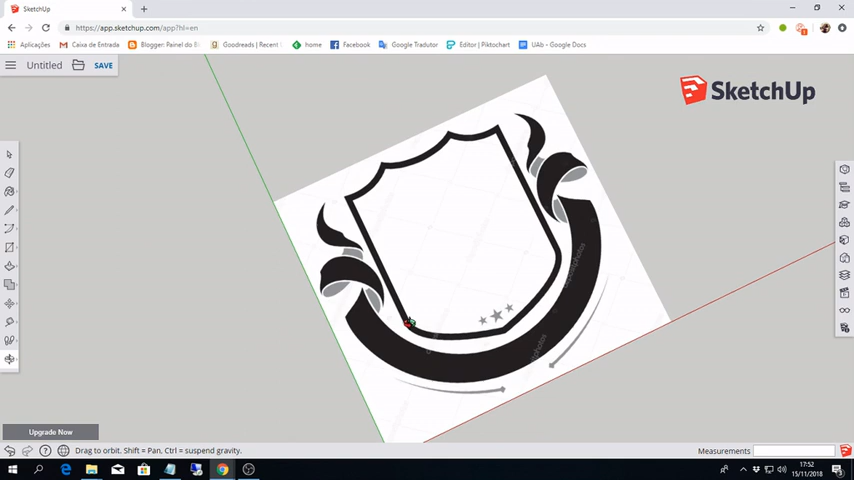 SketchUp
https://app.sketchup.com/app?hl=en
Aplicações Caixa de Entrada Blogger: Painel do B Goodreads | Recent home Facebook Google Tradutor Editor | Piktochart UAb - Google Docs
Untitled SAVE
SketchUp
Upgrade Now
Drag to orbit. Shift = Pan, Ctrl = suspend gravity.
Measurements
17:52
15/11/2018